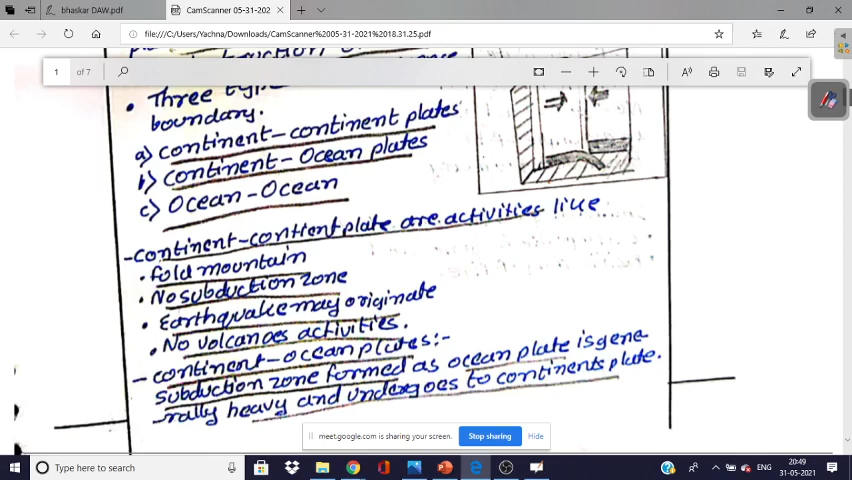 bhaskar DAW.pdf
CamScanner 05-31-202
file:///C:/Users/Yachna/Downloads/CamScanner%2005-31-2021%2018.31.25.pdf
1 of 7
• Three
boundary.
a) continent-continent plates
b) continent-Ocean plates
c) Ocean-Ocean
-continent-contient plate are activities like
• fold mountain
• No subduction zone
• Earthquake may originate
• No volcanoes activities.
- continent-ocean plates:-
subduction zone formed as ocean plate is gene
-rally heavy and undergoes to continents plate.
meet.google.com is sharing your screen.
Stop sharing
Hide
Type here to search
ENG
20:49
31-05-2021